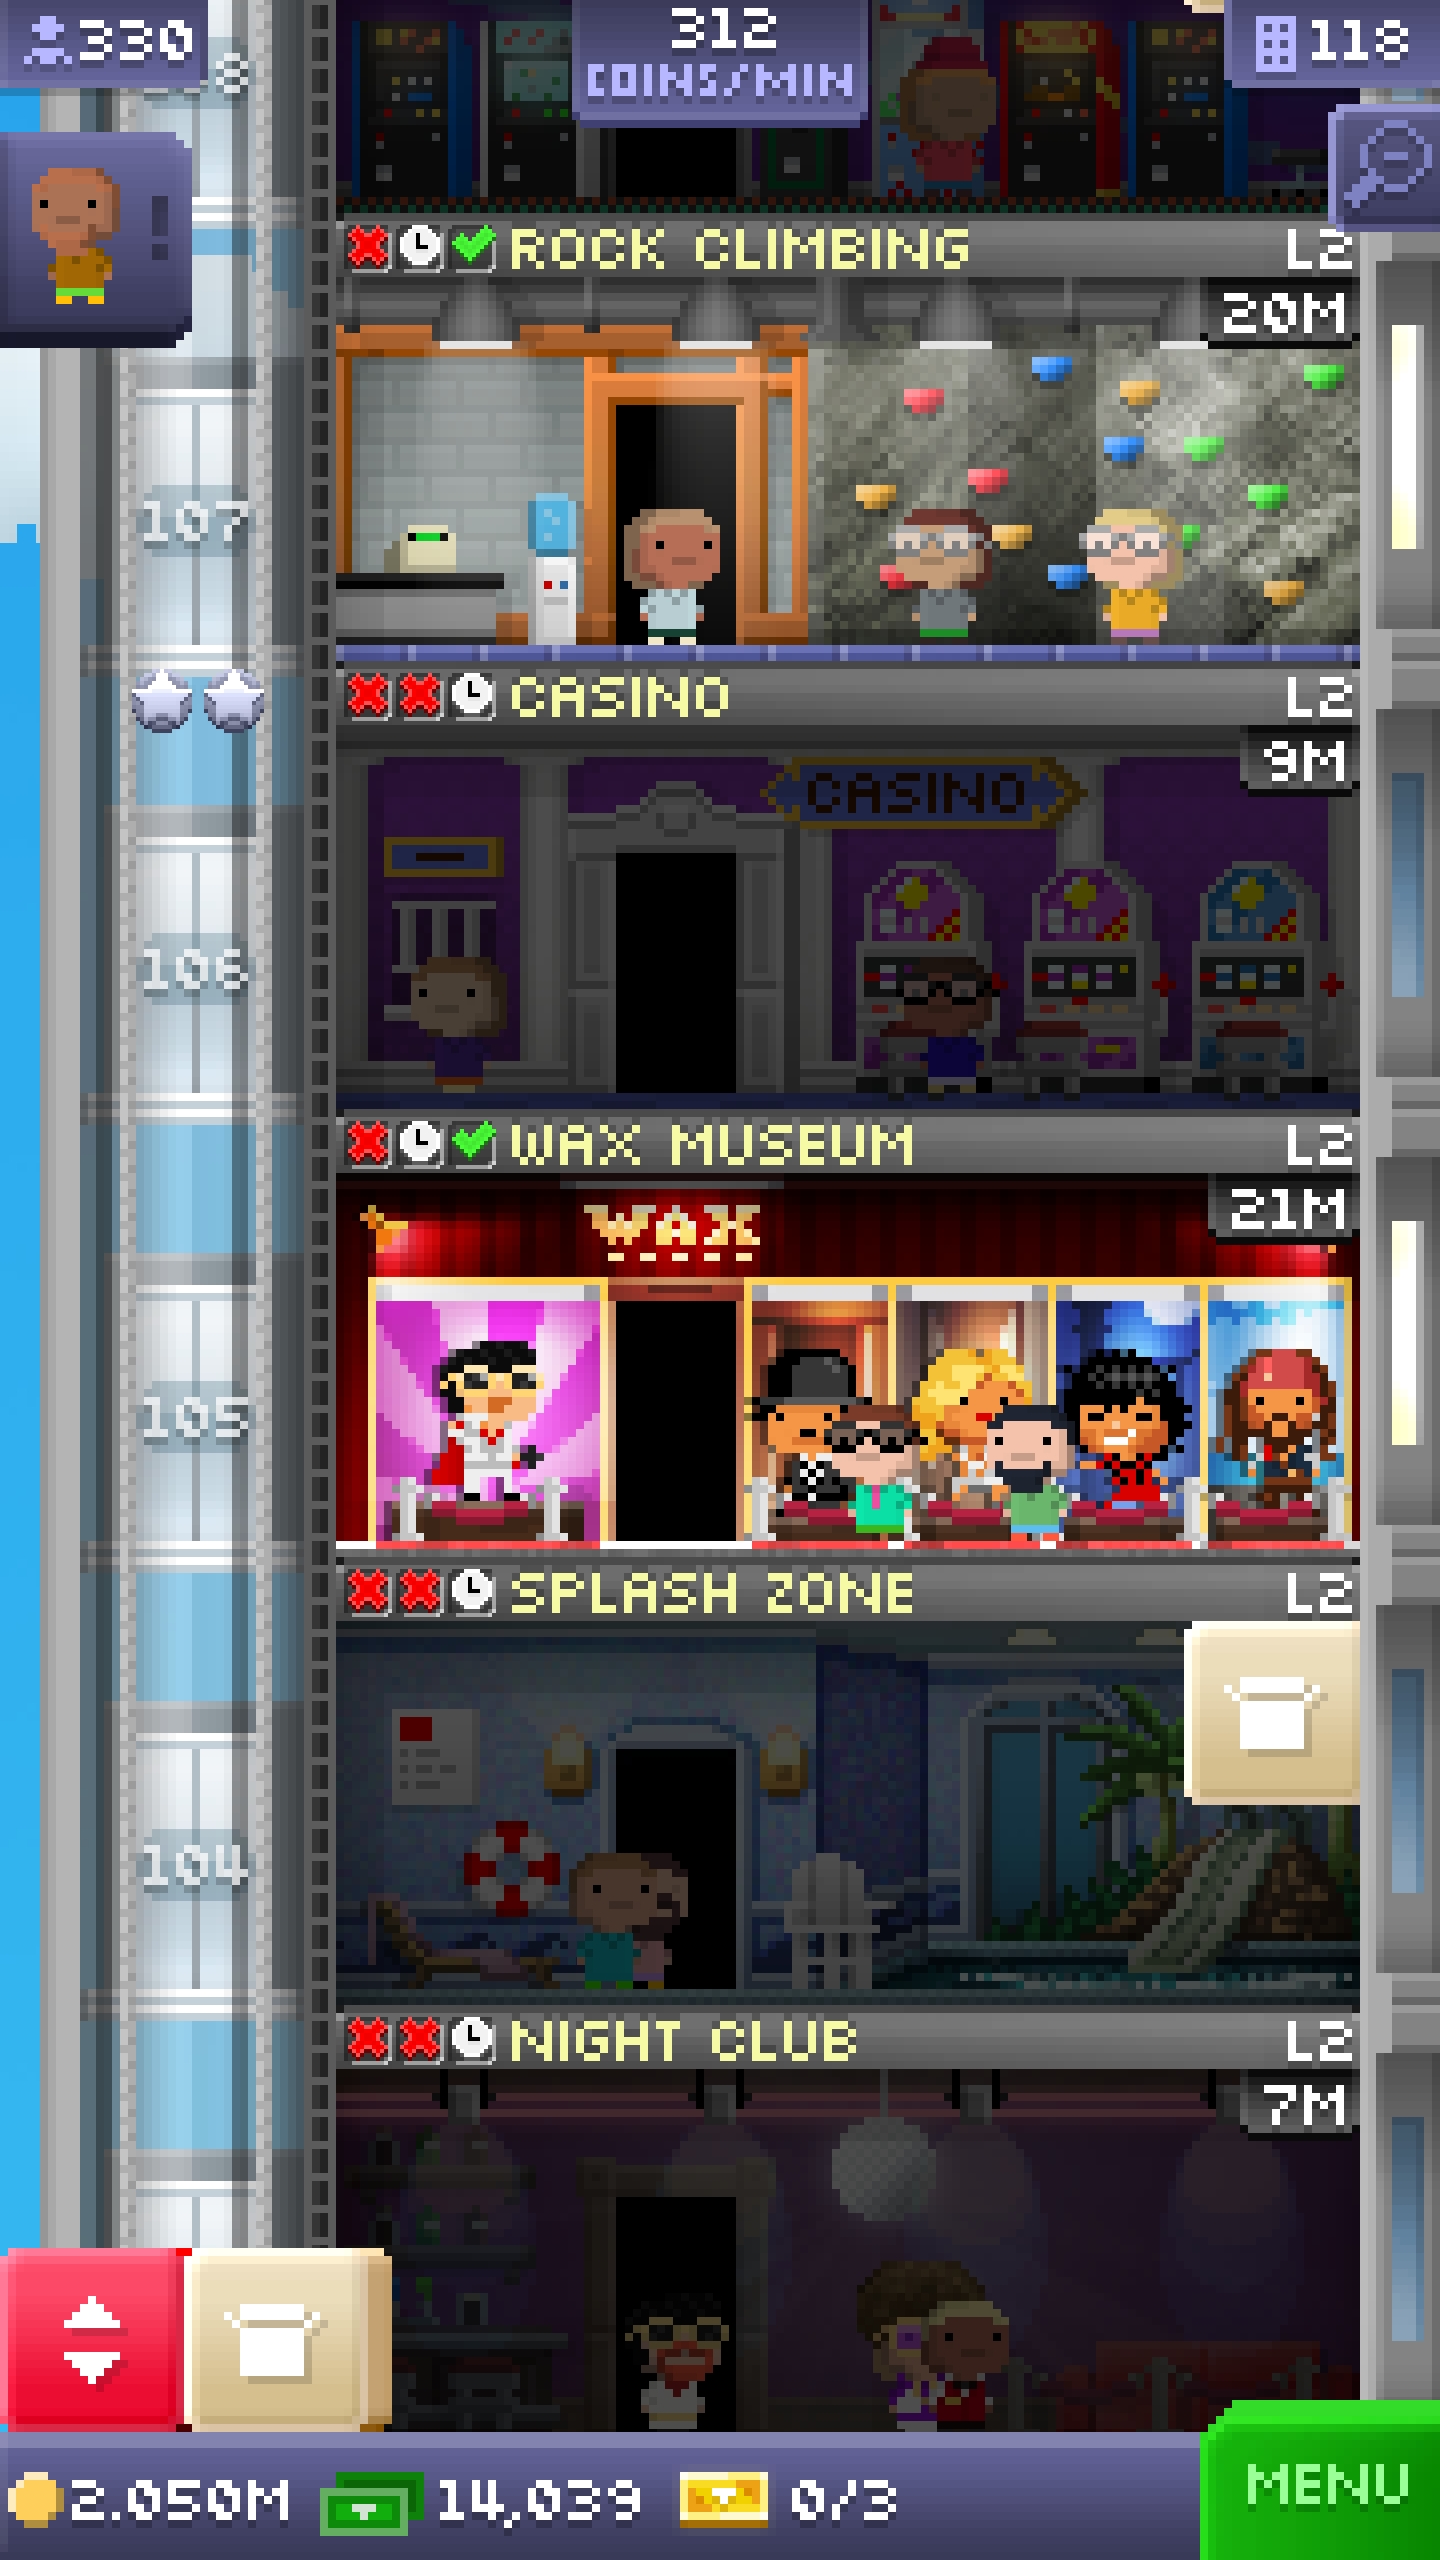 330
312
COINS/MIN
118
8
ROCK CLIMBING
L2
20M
107
CASINO
L2
9M
CASINO
106
WAX MUSEUM
L2
21M
WAX
105
SPLASH ZONE
L2
104
NIGHT CLUB
L2
7M
2.050M
14,039
0/3
MENU